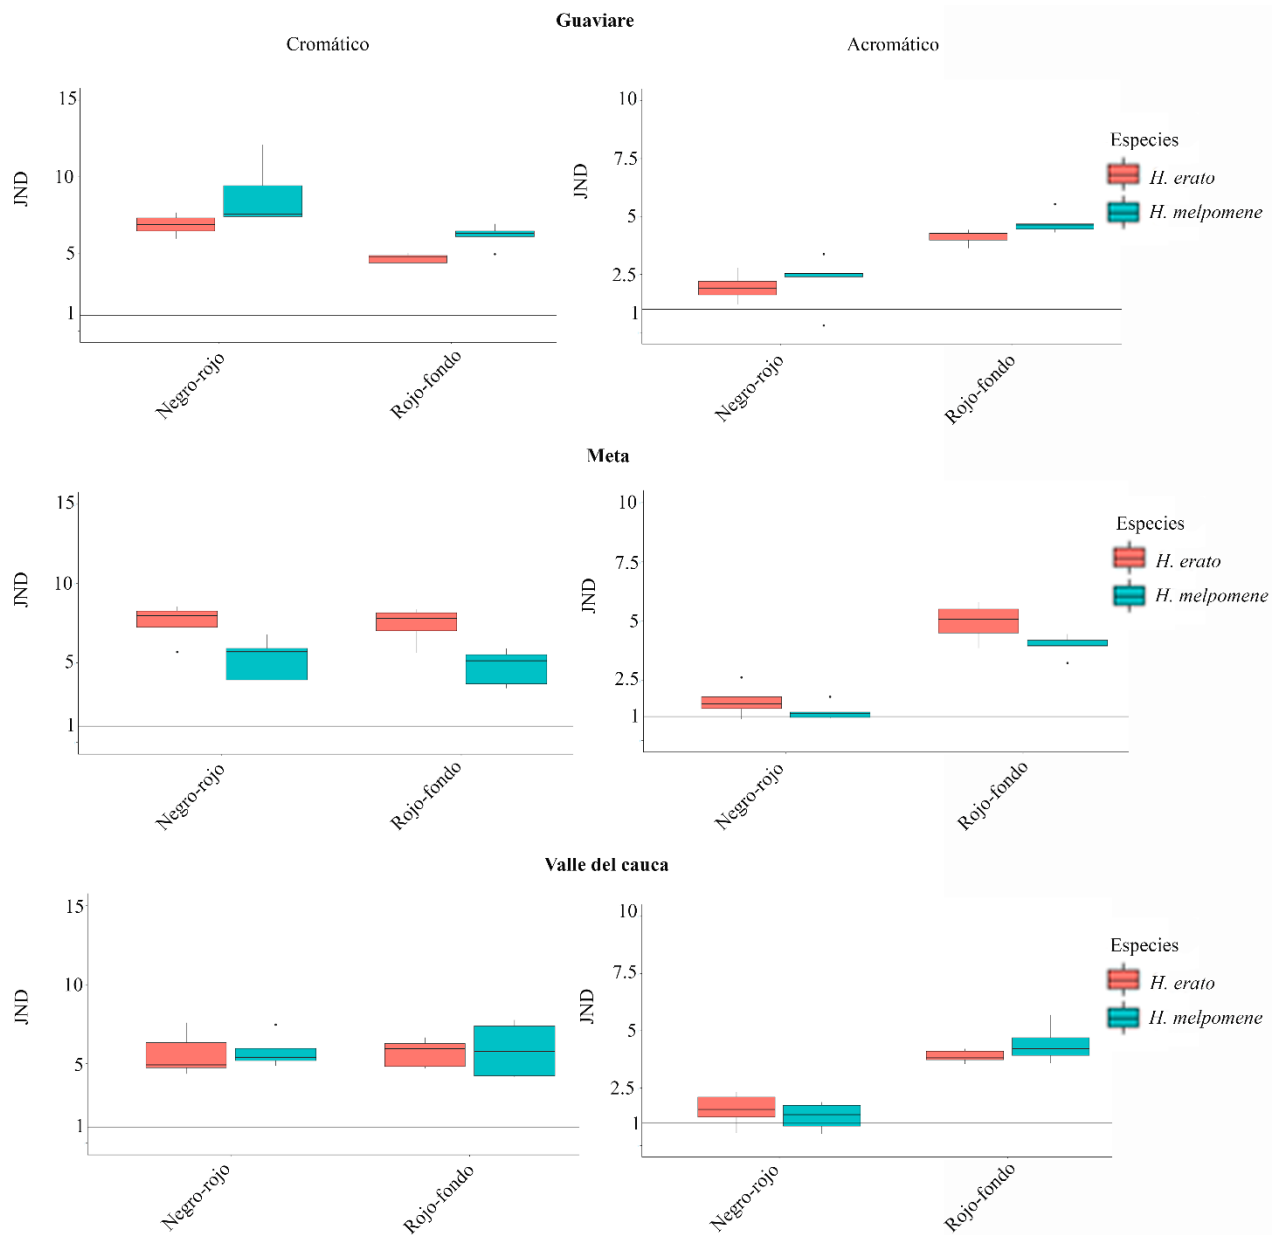 Guaviare
Cromático
Acromático
JND
15
10
5
1
Negro-rojo
Rojo-fondo
JND
10
7.5
5
2.5
1
Negro-rojo
Rojo-fondo
Especies
H. erato
H. melpomene
Meta
JND
15
10
5
1
Negro-rojo
Rojo-fondo
JND
10
7.5
5
2.5
1
Negro-rojo
Rojo-fondo
Especies
H. erato
H. melpomene
Valle del cauca
JND
15
10
5
1
Negro-rojo
Rojo-fondo
JND
10
7.5
5
2.5
1
Negro-rojo
Rojo-fondo
Especies
H. erato
H. melpomene